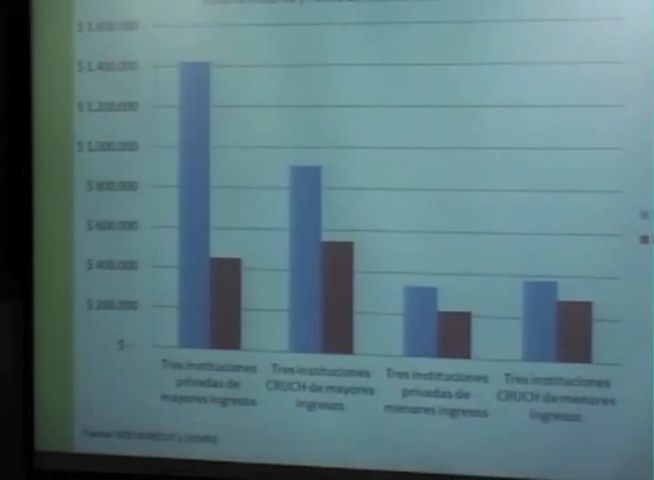 $ 1.600.000
$ 1.400.000
$ 1.200.000
$ 1.000.000
$ 800.000
$ 600.000
$ 400.000
$ 200.000
$ -
Tres instituciones
privadas de
mayores ingresos
Tres instituciones
CRUCH de mayores
ingresos
Tres instituciones
privadas de
menores ingresos
Tres instituciones
CRUCH de menores
ingresos